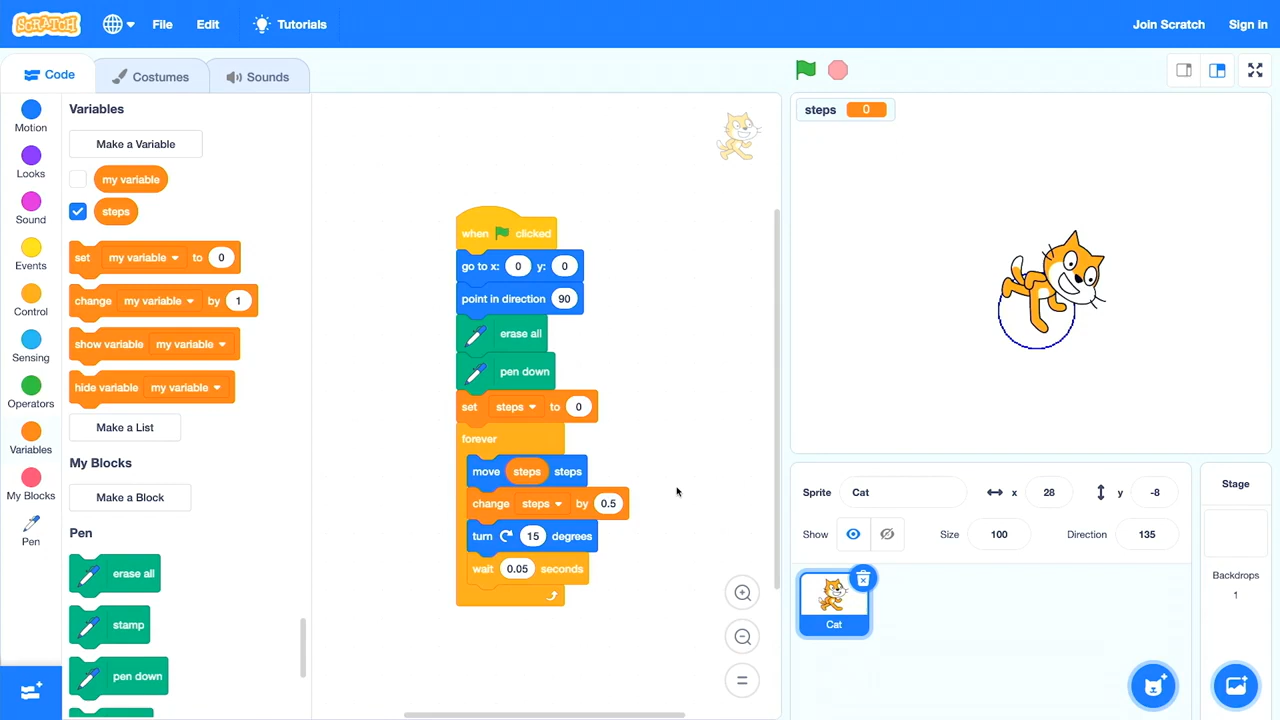 SCRATCH
File
Edit
Tutorials
Join Scratch
Sign in
Code
Costumes
Sounds
Motion
Looks
Sound
Events
Control
Sensing
Operators
Variables
My Blocks
Pen
Variables
Make a Variable
my variable
steps
set my variable to 0
change my variable by 1
show variable my variable
hide variable my variable
Make a List
My Blocks
Make a Block
Pen
erase all
stamp
pen down
when clicked
go to x: 0 y: 0
point in direction 90
erase all
pen down
set steps to 0
forever
move steps steps
change steps by 0.5
turn 15 degrees
wait 0.05 seconds
steps 0
Sprite Cat x 28 y -8
Show Size 100 Direction 135
Cat
Stage
Backdrops
1